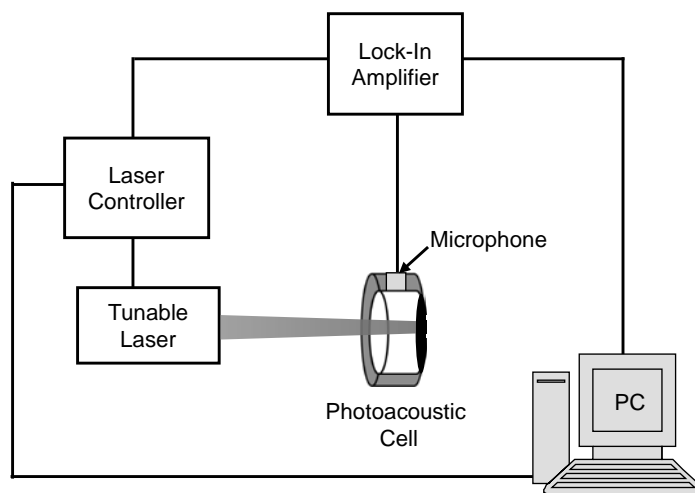 Lock-In
Amplifier
Laser
Controller
Microphone
Tunable
Laser
Photoacoustic
Cell
PC